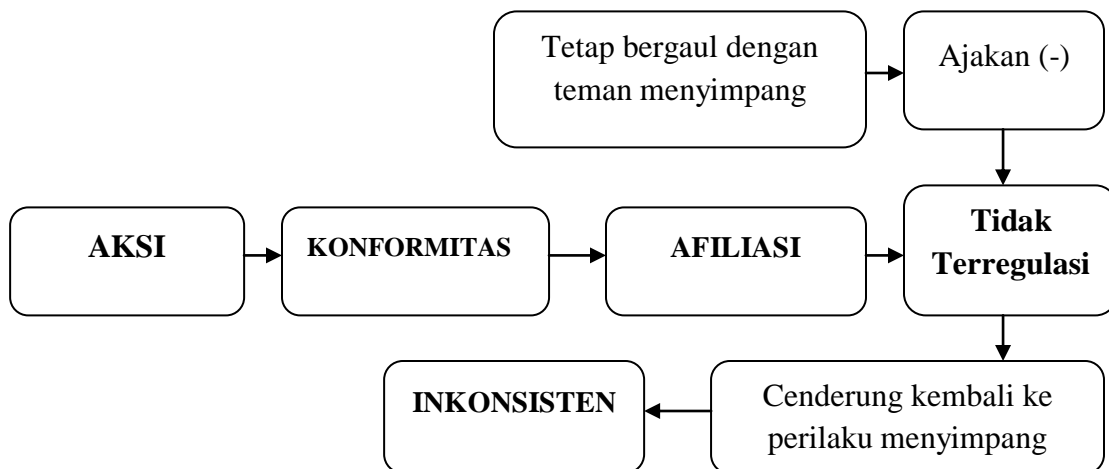 Tetap bergaul dengan
teman menyimpang
Ajakan (-)
AKSI
KONFORMITAS
AFILIASI
Tidak
Terregulasi
INKONSISTEN
Cenderung kembali ke
perilaku menyimpang